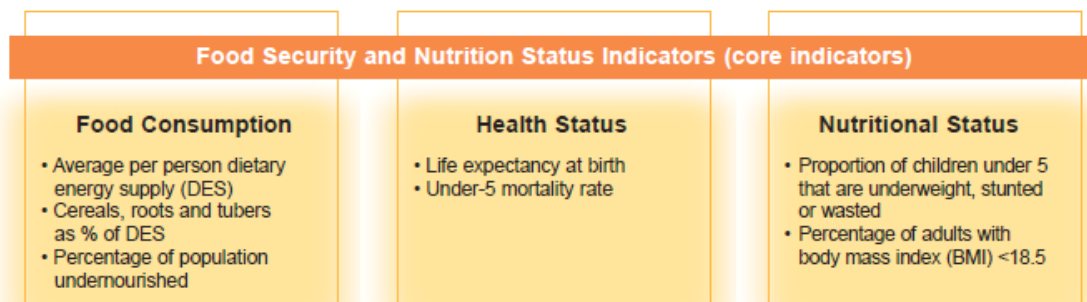 Food Security and Nutrition Status Indicators (core indicators)
Food Consumption
• Average per person dietary
energy supply (DES)
• Cereals, roots and tubers
as % of DES
• Percentage of population
undernourished
Health Status
• Life expectancy at birth
• Under-5 mortality rate
Nutritional Status
• Proportion of children under 5
that are underweight, stunted
or wasted
• Percentage of adults with
body mass index (BMI) <18.5